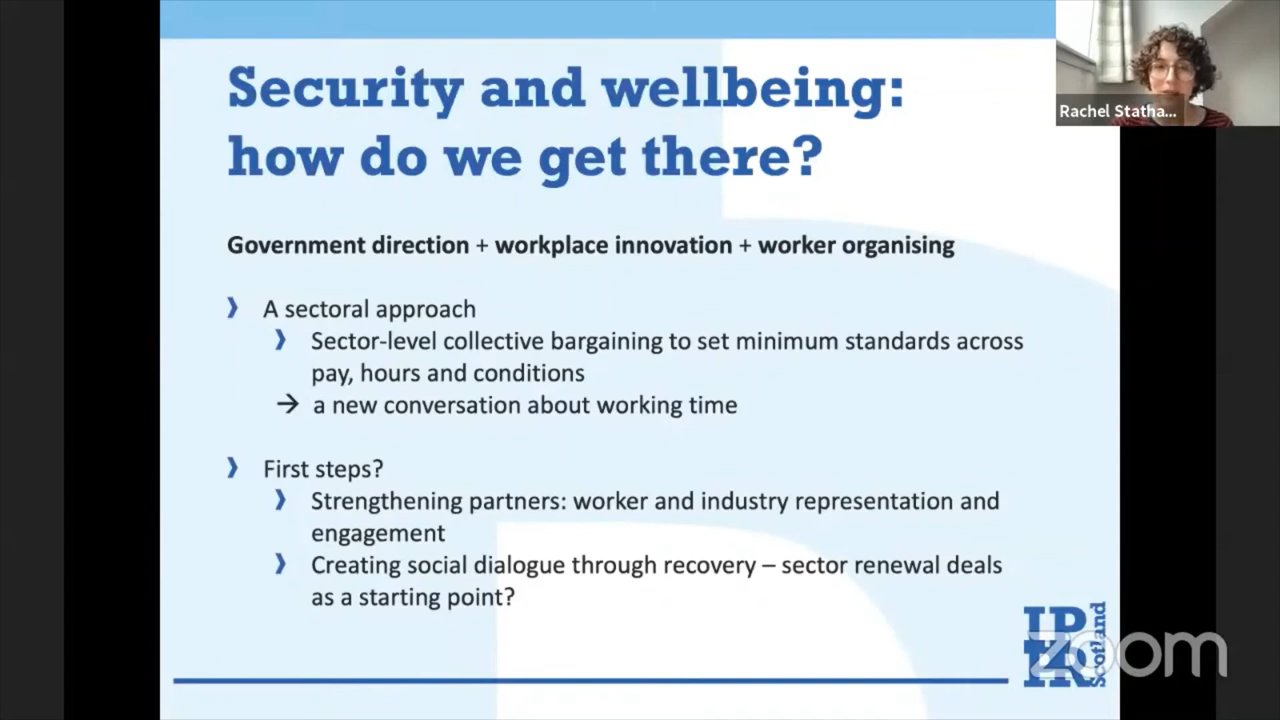 Security and wellbeing:
how do we get there?
Rachel Statha...
Government direction + workplace innovation + worker organising
❱ A sectoral approach
❱ Sector-level collective bargaining to set minimum standards across
pay, hours and conditions
→ a new conversation about working time
❱ First steps?
❱ Strengthening partners: worker and industry representation and
engagement
❱ Creating social dialogue through recovery – sector renewal deals
as a starting point?
IPPR
Scotland
zoom